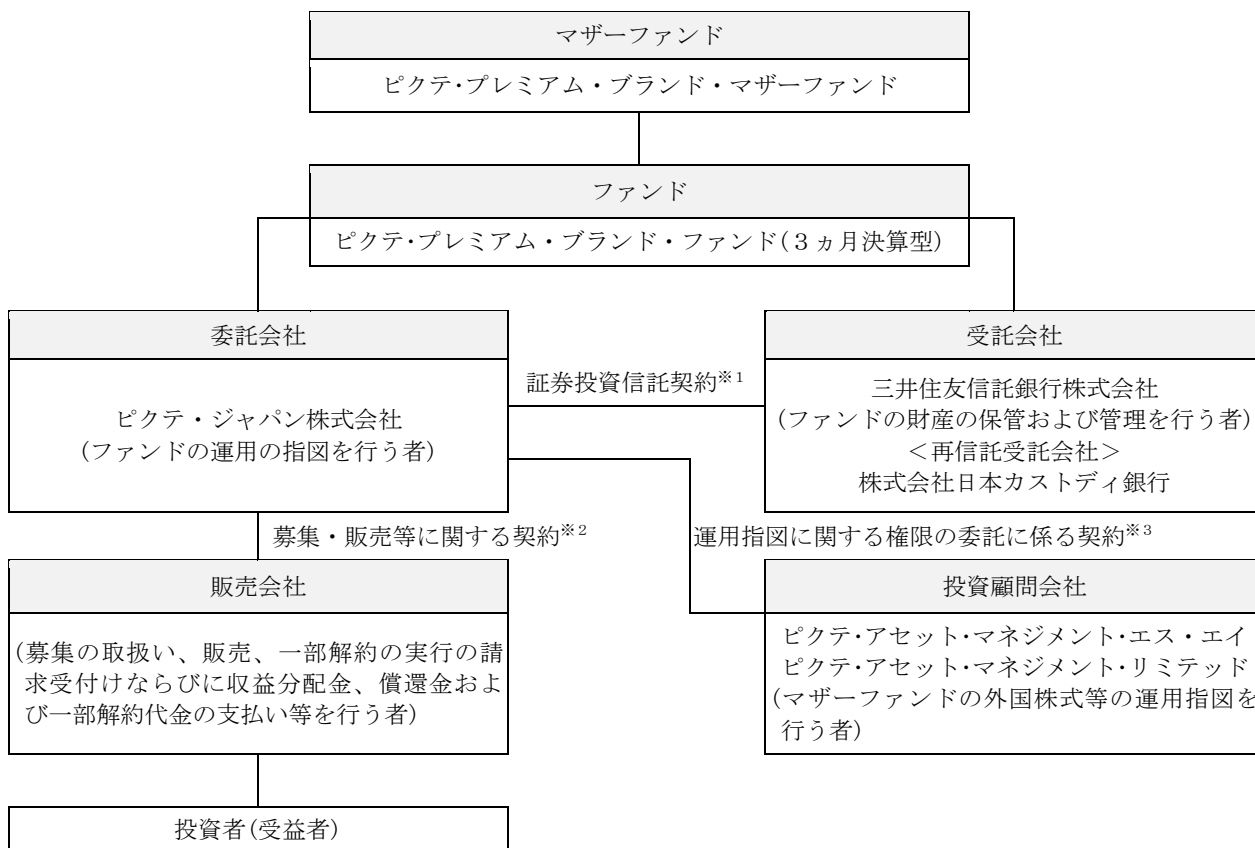 マザーファンド
ピクテ・プレミアム・ブランド・マザーファンド
ファンド
ピクテ・プレミアム・ブランド・ファンド(３ヵ月決算型)
委託会社
ピクテ・ジャパン株式会社
(ファンドの運用の指図を行う者)
証券投資信託契約※1
受託会社
三井住友信託銀行株式会社
(ファンドの財産の保管および管理を行う者)
＜再信託受託会社＞
株式会社日本カストディ銀行
募集・販売等に関する契約※2
運用指図に関する権限の委託に係る契約※3
販売会社
(募集の取扱い、販売、一部解約の実行の請
求受付けならびに収益分配金、償還金およ
び一部解約代金の支払い等を行う者)
投資顧問会社
ピクテ・アセット・マネジメント・エス・エイ
ピクテ・アセット・マネジメント・リミテッド
(マザーファンドの外国株式等の運用指図を
行う者)
投資者(受益者)